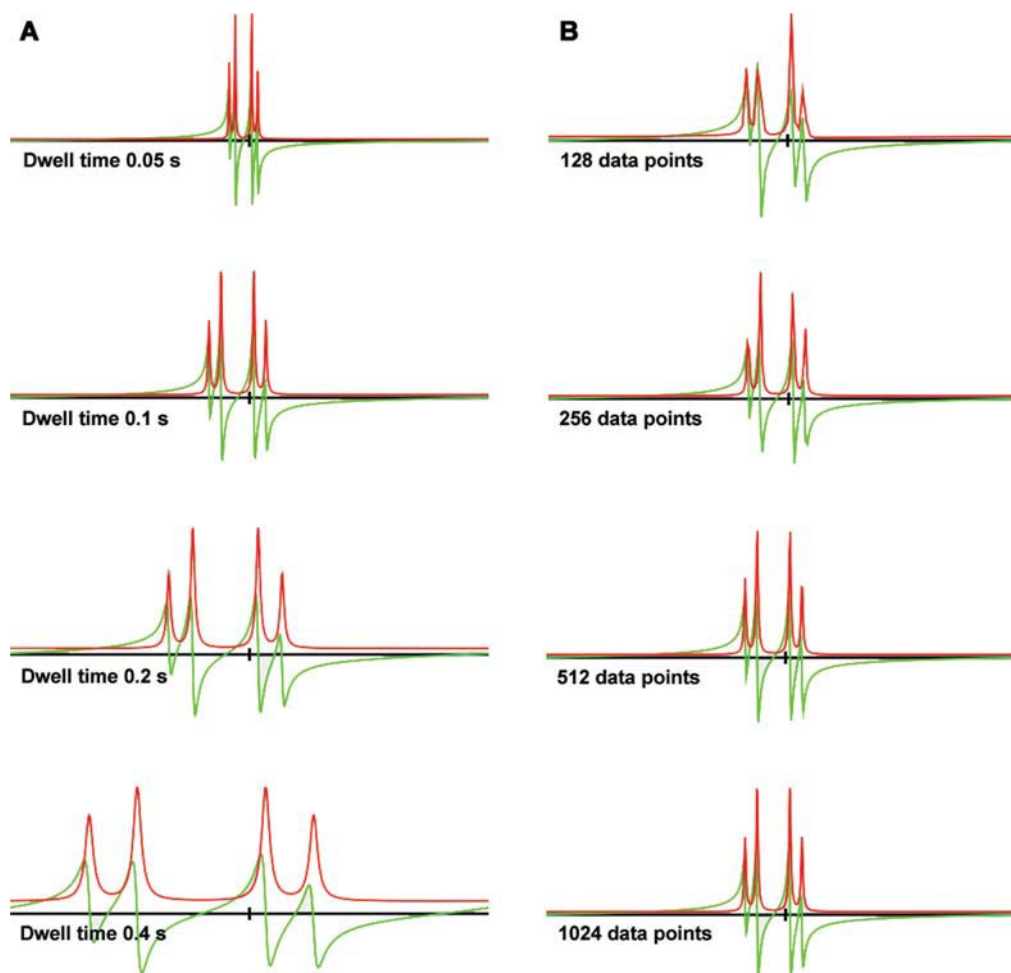 A
Dwell time 0.05 s
Dwell time 0.1 s
Dwell time 0.2 s
Dwell time 0.4 s
B
128 data points
256 data points
512 data points
1024 data points